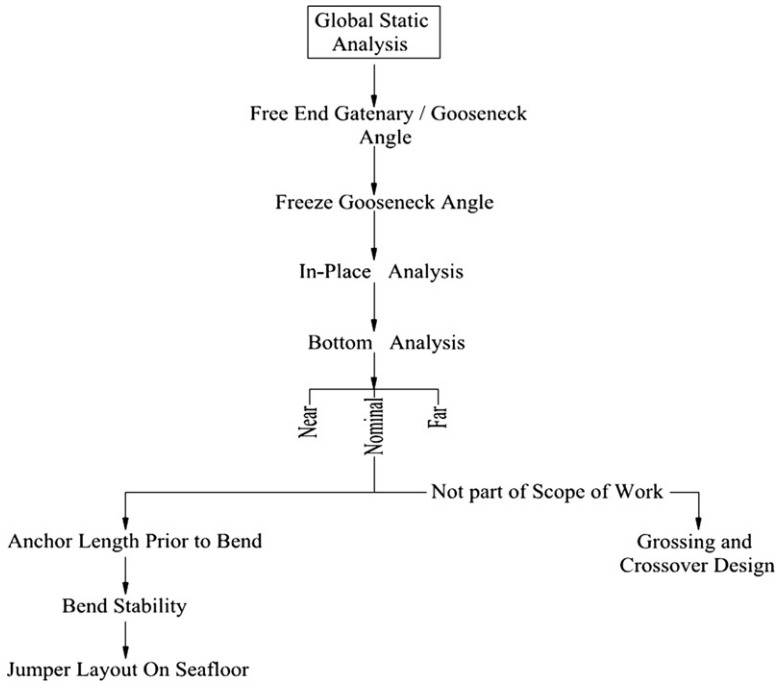 Global Static
Analysis
Free End Gatenary / Gooseneck
Angle
Freeze Gooseneck Angle
In-Place Analysis
Bottom Analysis
Near
Nominal
Far
Not part of Scope of Work
Anchor Length Prior to Bend
Grossing and
Crossover Design
Bend Stability
Jumper Layout On Seafloor